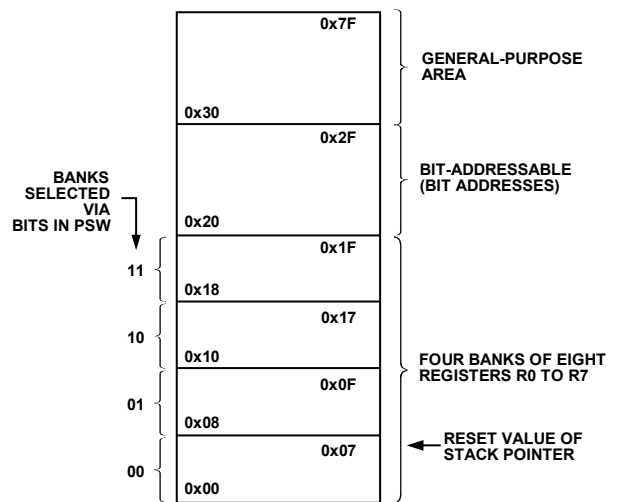 0x7F
GENERAL-PURPOSE
AREA
0x30
0x2F
BANKS
SELECTED
VIA
BITS IN PSW
BIT-ADDRESSABLE
(BIT ADDRESSES)
0x20
0x1F
11
0x18
0x17
10
0x10
FOUR BANKS OF EIGHT
REGISTERS R0 TO R7
0x0F
01
0x08
RESET VALUE OF
STACK POINTER
0x07
00
0x00